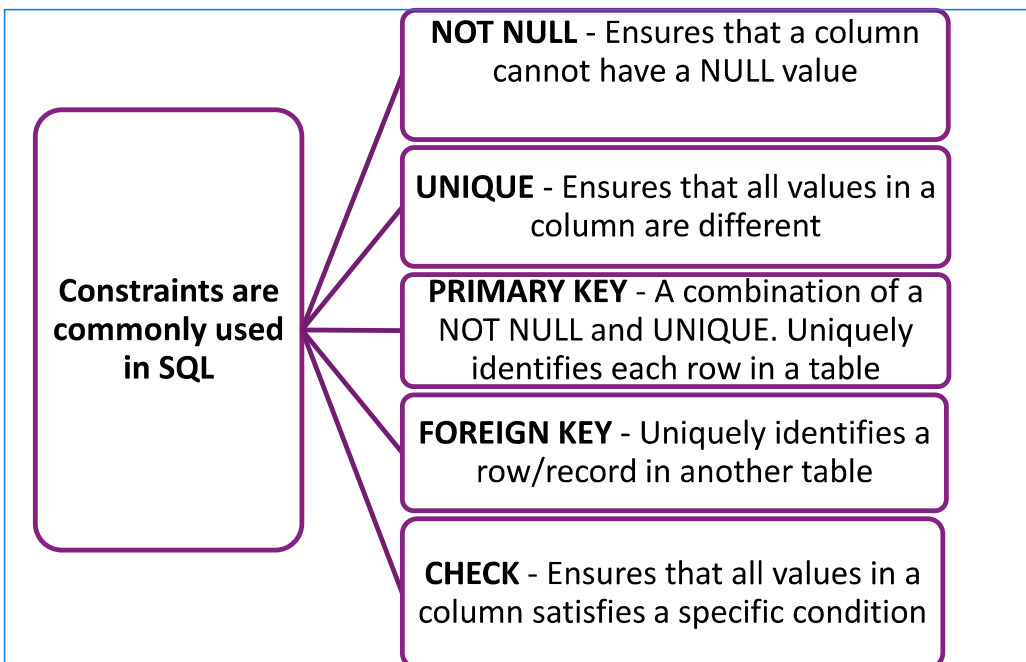 Constraints are
commonly used
in SQL
NOT NULL - Ensures that a column
cannot have a NULL value
UNIQUE - Ensures that all values in a
column are different
PRIMARY KEY - A combination of a
NOT NULL and UNIQUE. Uniquely
identifies each row in a table
FOREIGN KEY - Uniquely identifies a
row/record in another table
CHECK - Ensures that all values in a
column satisfies a specific condition